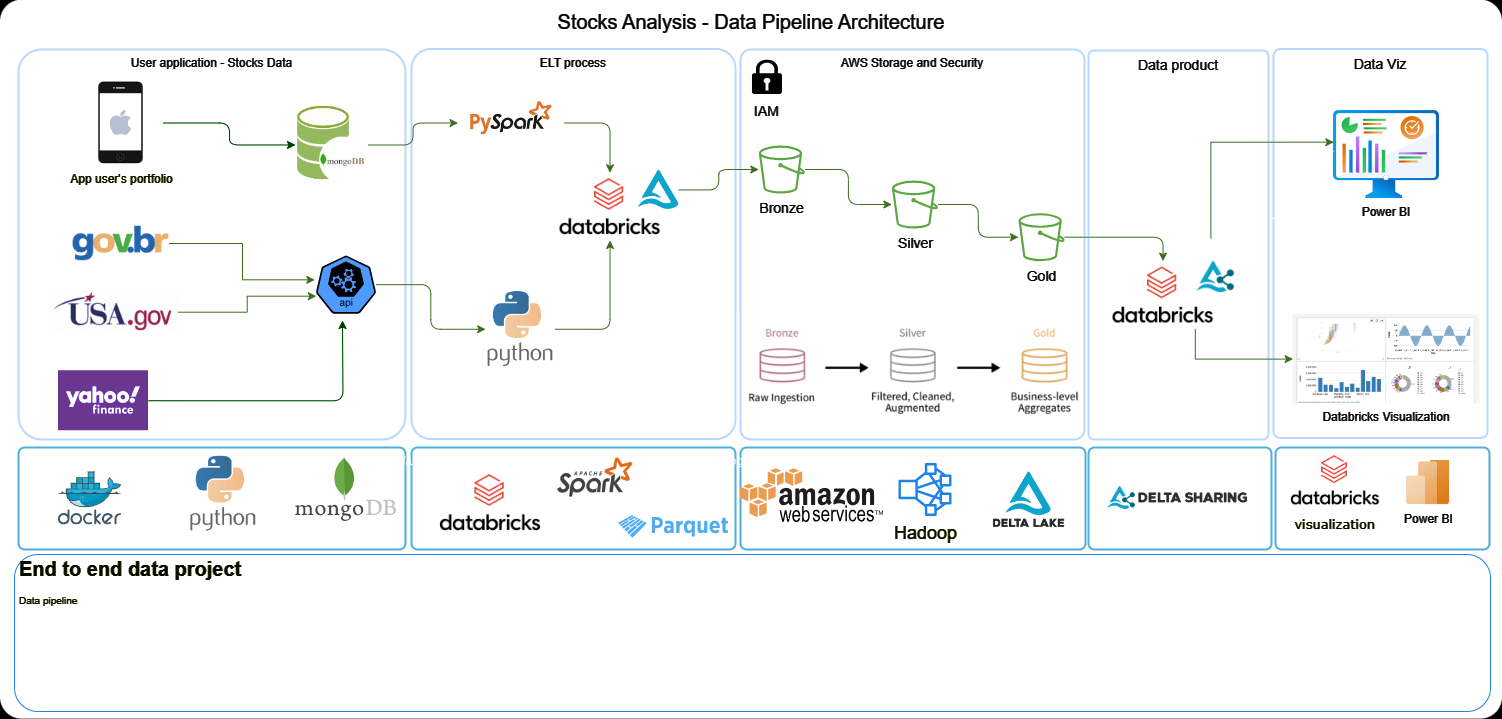 Stocks Analysis - Data Pipeline Architecture
User application - Stocks Data
App user's portfolio
mongoDB
gov.br
USA.gov
api
yahoo!
finance
ELT process
PySpark
databricks
python
AWS Storage and Security
IAM
Bronze
Silver
Gold
Bronze
Silver
Gold
Raw Ingestion
Filtered, Cleaned,
Augmented
Business-level
Aggregates
Data product
databricks
Data Viz
Power BI
Databricks Visualization
docker
python
mongoDB
databricks
APACHE
Spark
Parquet
amazon
webservices™
Hadoop
DELTA LAKE
DELTA SHARING
databricks
visualization
Power BI
End to end data project
Data pipeline